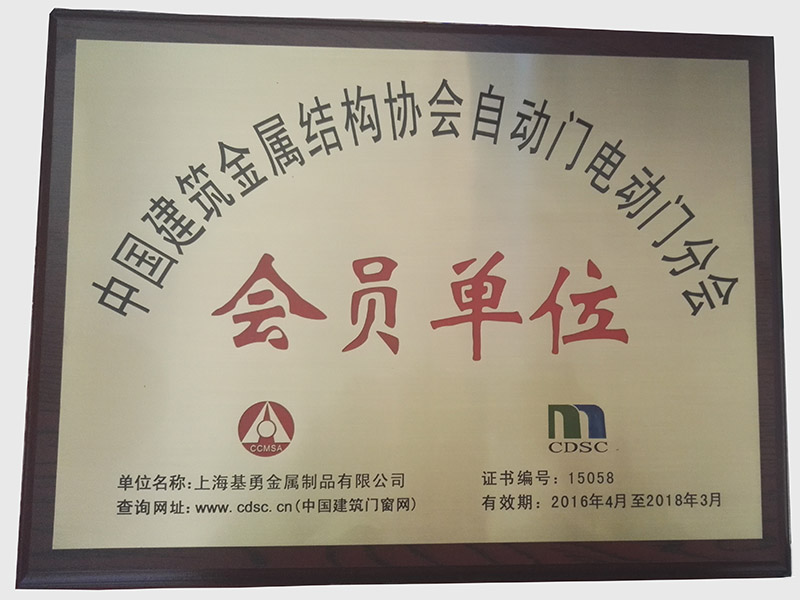 中国建筑金属结构协会自动门电动门分会
会员单位
CCMSA
CDSC
单位名称:上海基勇金属制品有限公司
查询网址:www.cdsc.cn(中国建筑门窗网)
证书编号: 15058
有效期: 2016年4月至2018年3月